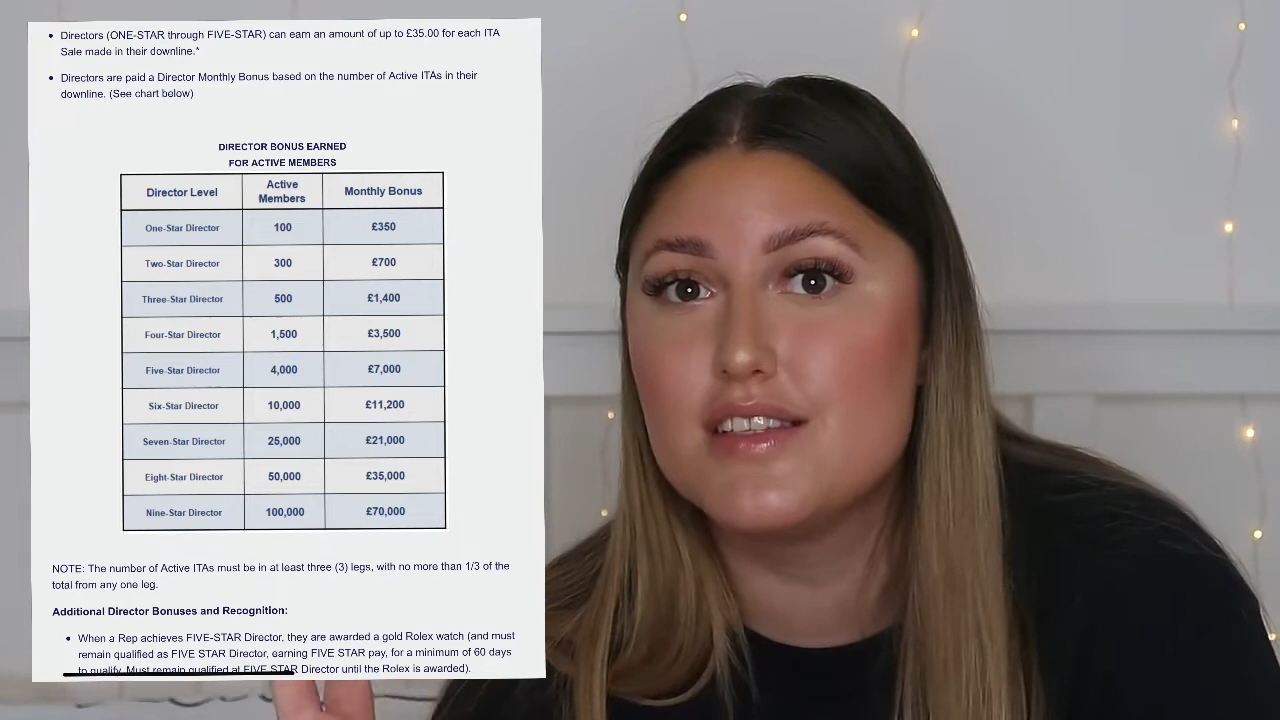 Directors (ONE-STAR through FIVE-STAR) can earn an amount of up to £35.00 for each ITA
Sale made in their downline.*
Directors are paid a Director Monthly Bonus based on the number of Active ITAs in their
downline. (See chart below)
DIRECTOR BONUS EARNED
FOR ACTIVE MEMBERS
Director Level Active Members Monthly Bonus
One-Star Director 100 £350
Two-Star Director 300 £700
Three-Star Director 500 £1,400
Four-Star Director 1,500 £3,500
Five-Star Director 4,000 £7,000
Six-Star Director 10,000 £11,200
Seven-Star Director 25,000 £21,000
Eight-Star Director 50,000 £35,000
Nine-Star Director 100,000 £70,000
NOTE: The number of Active ITAs must be in at least three (3) legs, with no more than 1/3 of the
total from any one leg.
Additional Director Bonuses and Recognition:
When a Rep achieves FIVE-STAR Director, they are awarded a gold Rolex watch (and must
remain qualified as FIVE STAR Director, earning FIVE STAR pay, for a minimum of 60 days
to qualify. Must remain qualified at FIVE STAR Director until the Rolex is awarded).